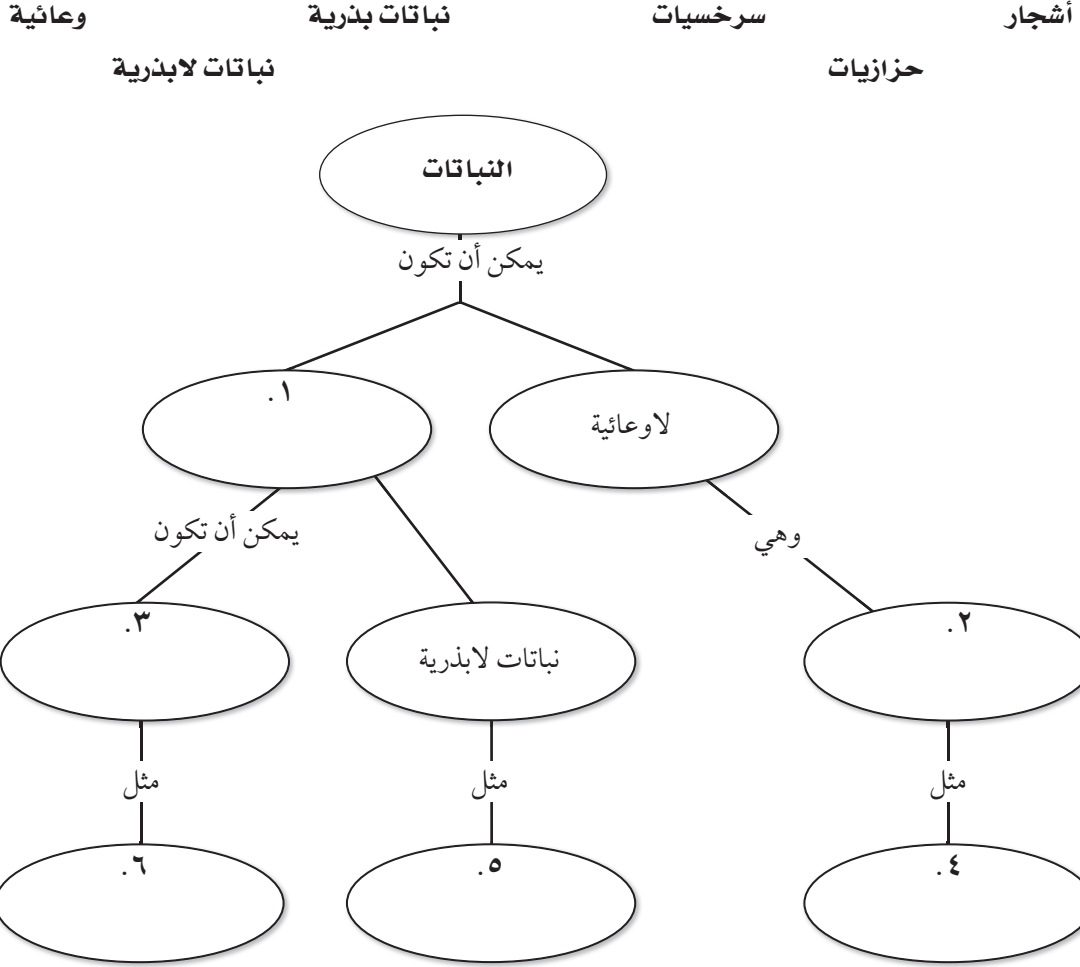 أشجار سرخسيات نباتات بذرية وعائية
حزازيات نباتات لابذرية
النباتات
يمكن أن تكون
لاوعائية ١.
وهي يمكن أن تكون
٢. نباتات لابذرية ٣.
مثل مثل مثل
٤. ٥. ٦.